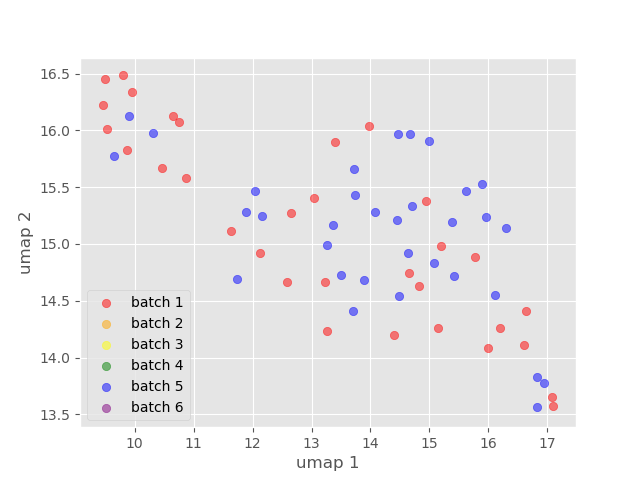 16.5
16.0
15.5
15.0
14.5
14.0
13.5
umap 2
batch 1
batch 2
batch 3
batch 4
batch 5
batch 6
10 11 12 13 14 15 16 17
umap 1